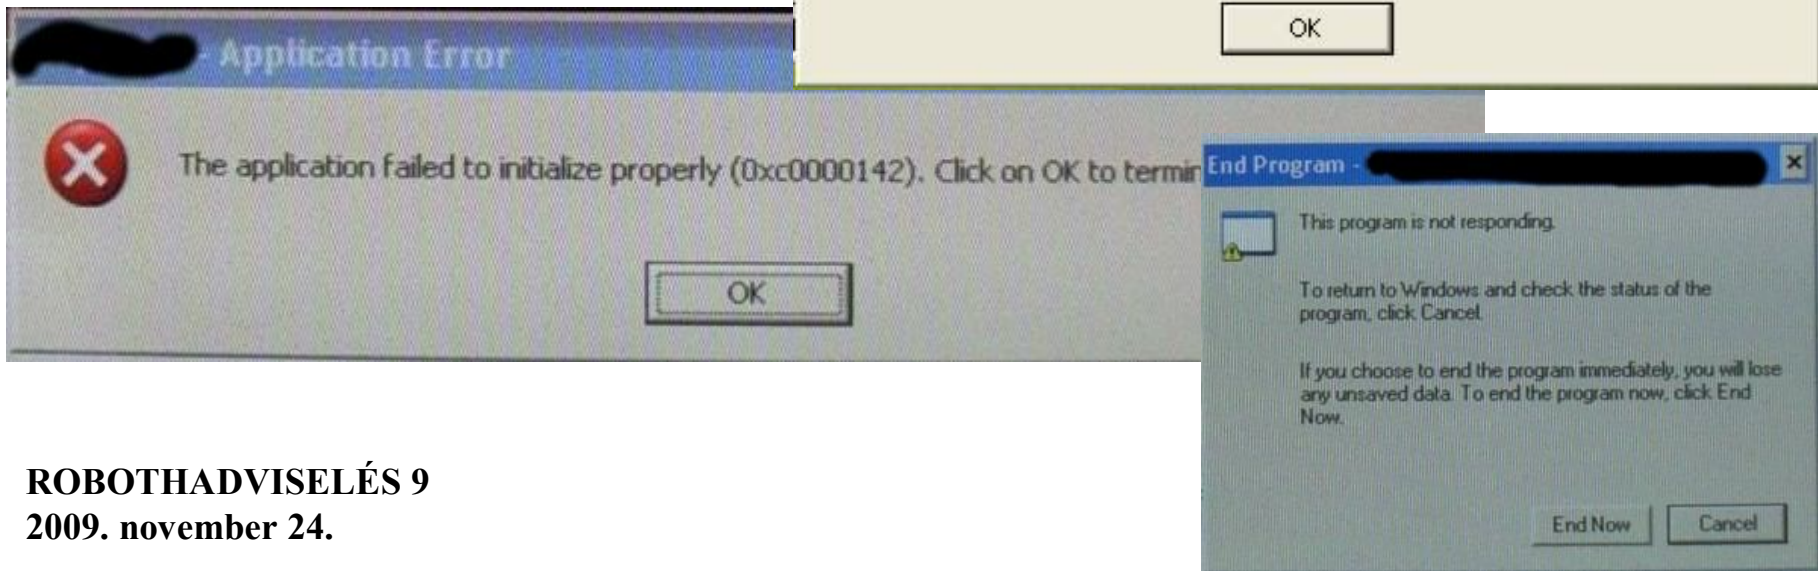 OK
- Application Error
The application failed to initialize properly (0xc0000142). Click on OK to
OK
End Program -
This program is not responding.
To return to Windows and check the status of the
program, click Cancel.
If you choose to end the program immediately, you will lose
any unsaved data. To end the program now, click End
Now.
End Now
Cancel
ROBOTHADVISELÉS 9
2009. november 24.